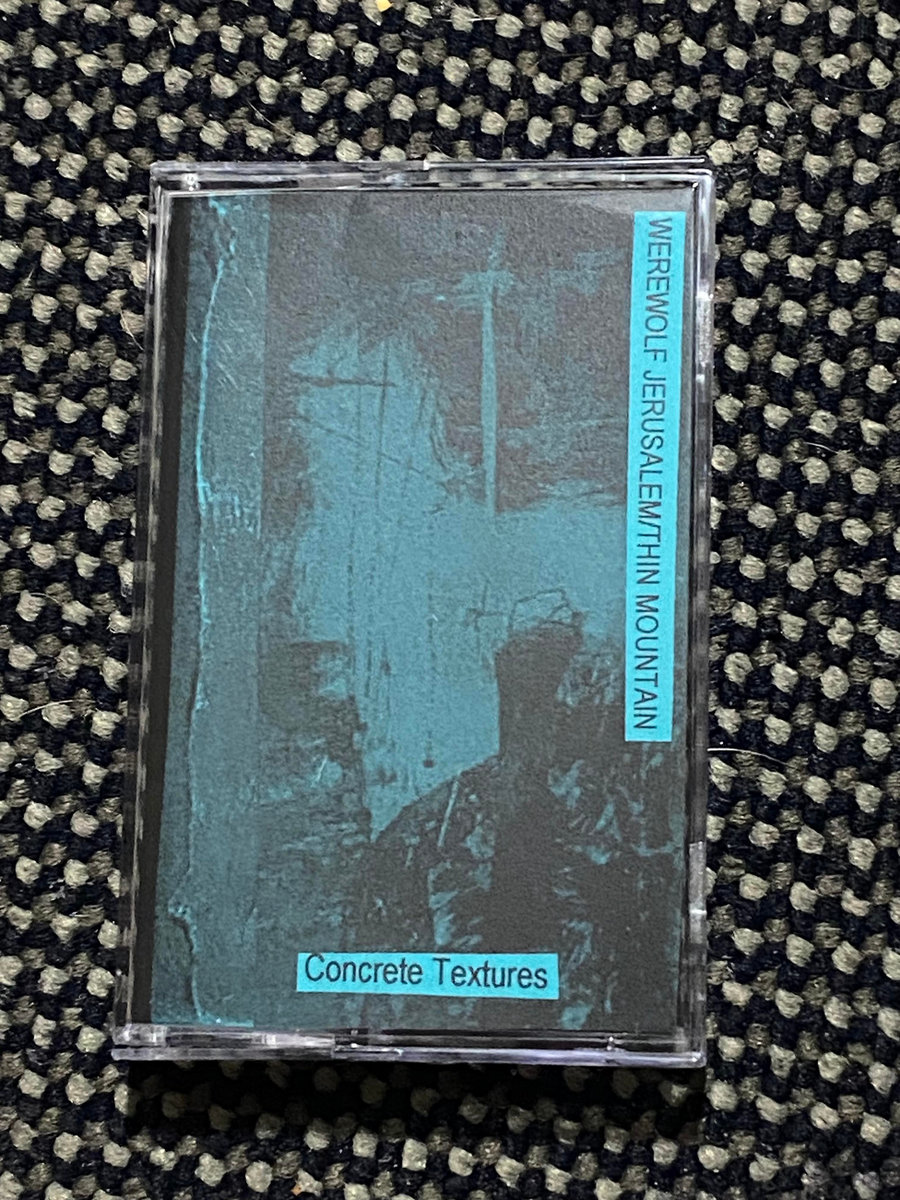 WEREWOLF JERUSALEM/THIN MOUNTAIN
Concrete Textures